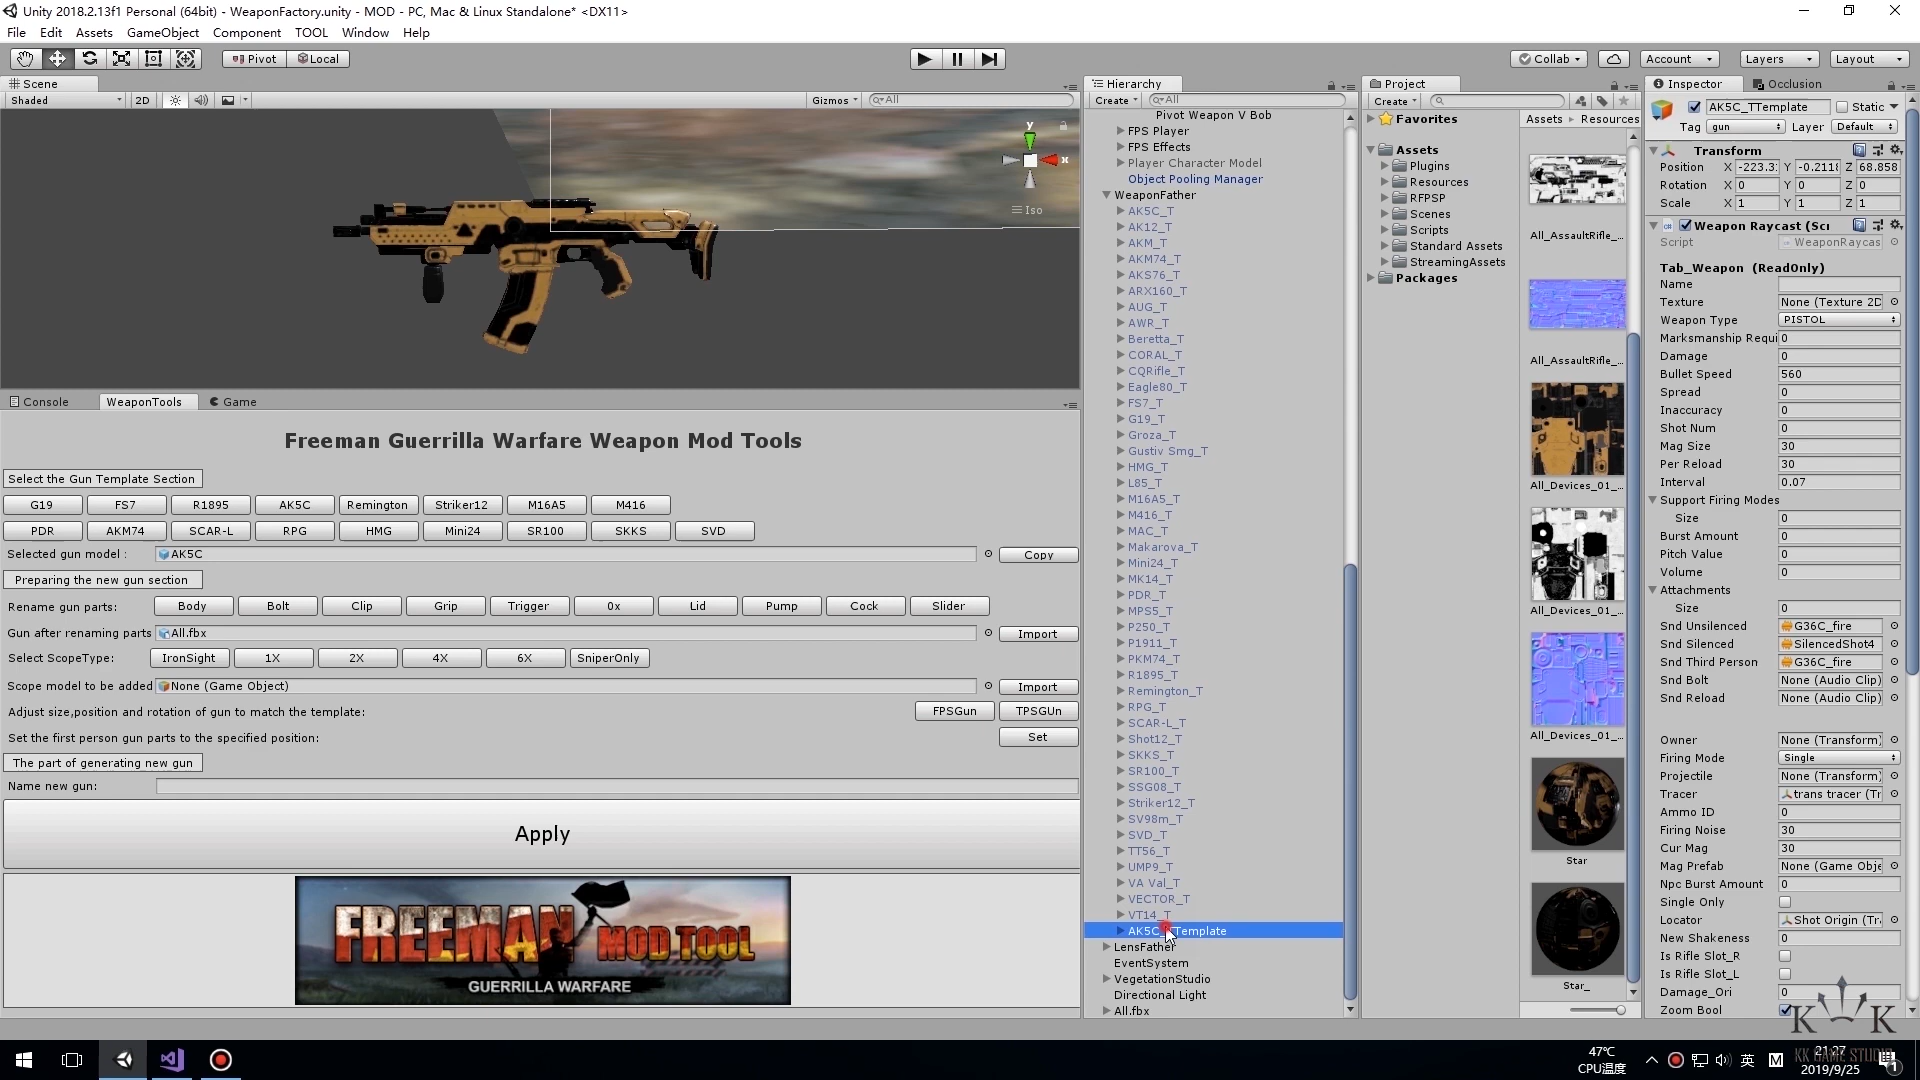 Unity 2018.2.13f1 Personal (64bit) - WeaponFactory.unity - MOD - PC, Mac & Linux Standalone* <DX11>
File Edit Assets GameObject Component TOOL Window Help
Pivot Local Collab Account Layers Layout
Scene
Shaded 2D Gizmos All
y
x
Iso
Console WeaponTools Game
Freeman Guerrilla Warfare Weapon Mod Tools
Select the Gun Template Section
G19 FS7 R1895 AK5C Remington Striker12 M16A5 M416
PDR AKM74 SCAR-L RPG HMG Mini24 SR100 SKKS SVD
Selected gun model : AK5C Copy
Preparing the new gun section
Rename gun parts: Body Bolt Clip Grip Trigger 0x Lid Pump Cock Slider
Gun after renaming parts All.fbx Import
Select ScopeType: IronSight 1X 2X 4X 6X SniperOnly
Scope model to be added None (Game Object) Import
Adjust size,position and rotation of gun to match the template: FPSGun TPSGUn
Set the first person gun parts to the specified position: Set
The part of generating new gun
Name new gun:
Apply
FREEMAN MOD TOOL
GUERRILLA WARFARE
Hierarchy
Create All
Pivot Weapon V Bob
FPS Player
FPS Effects
Player Character Model
Object Pooling Manager
WeaponFather
AK5C_T
AK12_T
AKM_T
AKM74_T
AKS76_T
ARX160_T
AUG_T
AWR_T
Beretta_T
CORAL_T
CQRifle_T
Eagle80_T
FS7_T
G19_T
Groza_T
Gustiv Smg_T
HMG_T
L85_T
M16A5_T
M416_T
MAC_T
Makarova_T
Mini24_T
MK14_T
PDR_T
MPS5_T
P250_T
P1911_T
PKM74_T
R1895_T
Remington_T
RPG_T
SCAR-L_T
Shot12_T
SKKS_T
SR100_T
SSG08_T
Striker12_T
SV98m_T
SVD_T
TT56_T
UMP9_T
VA Val_T
VECTOR_T
VT14_T
AK5C_TTemplate
LensFather
EventSystem
VegetationStudio
Directional Light
All.fbx
Project
Create
Favorites
Assets
Plugins
Resources
RFPSP
Scenes
Scripts
Standard Assets
StreamingAssets
Packages
Assets Resources
All_AssaultRifle_...
All_AssaultRifle_...
All_Devices_01_...
All_Devices_01_...
All_Devices_01_...
Star
Star_
Inspector Occlusion
AK5C_TTemplate Static
Tag gun Layer Default
Transform
Position X -223.3 Y -0.211 Z 68.858
Rotation X 0 Y 0 Z 0
Scale X 1 Y 1 Z 1
Weapon Raycast (Scr
Script WeaponRaycas
Tab_Weapon (ReadOnly)
Name
Texture None (Texture 2D
Weapon Type PISTOL
Marksmanship Requi 0
Damage 0
Bullet Speed 560
Spread 0
Inaccuracy 0
Shot Num 0
Mag Size 30
Per Reload 30
Interval 0.07
Support Firing Modes
Size 0
Burst Amount 0
Pitch Value 0
Volume 0
Attachments
Size 0
Snd Unsilenced G36C_fire
Snd Silenced SilencedShot4
Snd Third Person G36C_fire
Snd Bolt None (Audio Clip)
Snd Reload None (Audio Clip)
Owner None (Transform)
Firing Mode Single
Projectile None (Transform)
Tracer trans tracer (Tr
Ammo ID 0
Firing Noise 30
Cur Mag 30
Mag Prefab None (Game Obje
Npc Burst Amount 0
Single Only
Locator Shot Origin (Tra
New Shakeness 0
Is Rifle Slot_R
Is Rifle Slot_L
Damage_Ori 0
Zoom Bool
K K
KK GAME STUDIO
47℃
CPU温度
英 M
21:27
2019/9/25
1